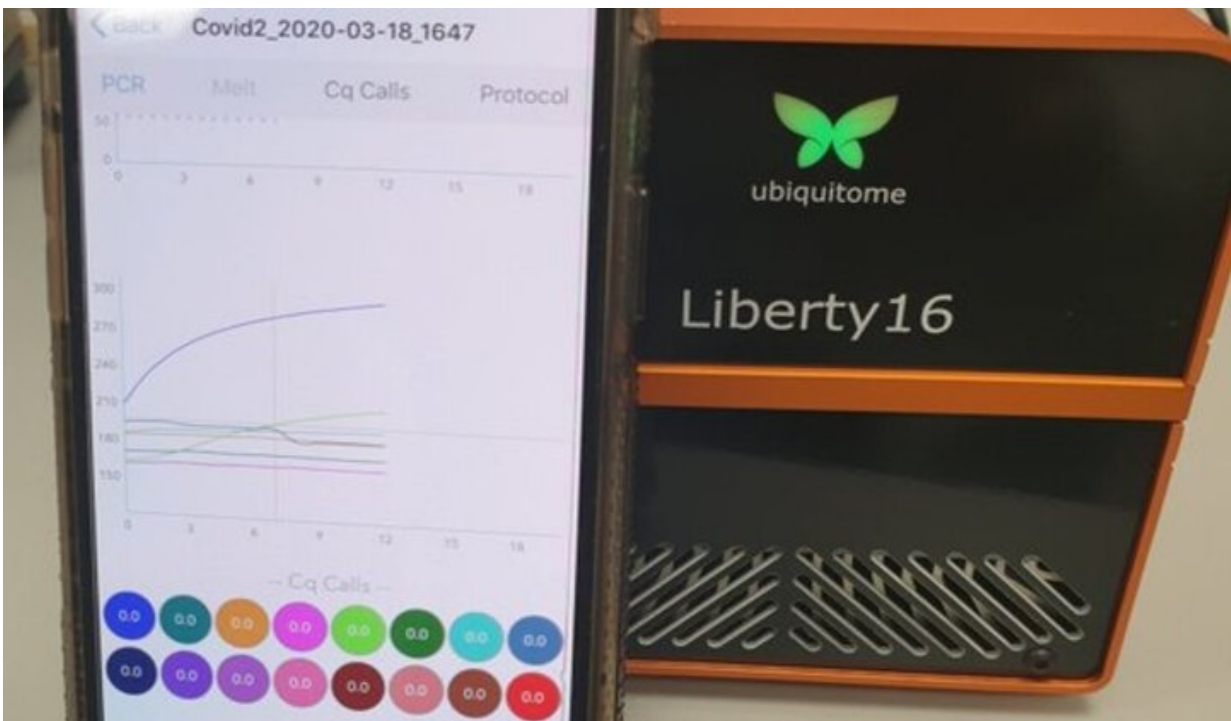 Back
Covid2_2020-03-18_1647
PCR Melt Cq Calls Protocol
50
0
0 3 6 9 12 15 18
300
270
240
210
180
150
0 3 6 9 12 15 18
-- Cq Calls --
0.0 0.0 0.0 0.0 0.0 0.0 0.0 0.0
0.0 0.0 0.0 0.0 0.0 0.0 0.0 0.0
ubiquitome
Liberty16